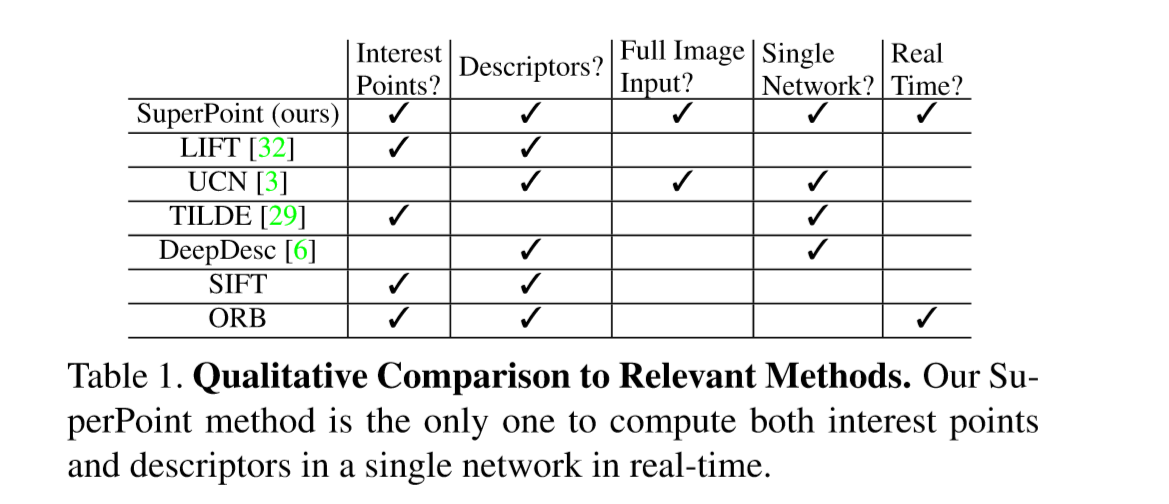 Interest Points? Descriptors? Full Image Input? Single Network? Real Time?
SuperPoint (ours) ✓ ✓ ✓ ✓ ✓
LIFT [32] ✓ ✓
UCN [3] ✓ ✓ ✓
TILDE [29] ✓ ✓
DeepDesc [6] ✓ ✓
SIFT ✓ ✓
ORB ✓ ✓ ✓
Table 1. Qualitative Comparison to Relevant Methods. Our Su-
perPoint method is the only one to compute both interest points
and descriptors in a single network in real-time.